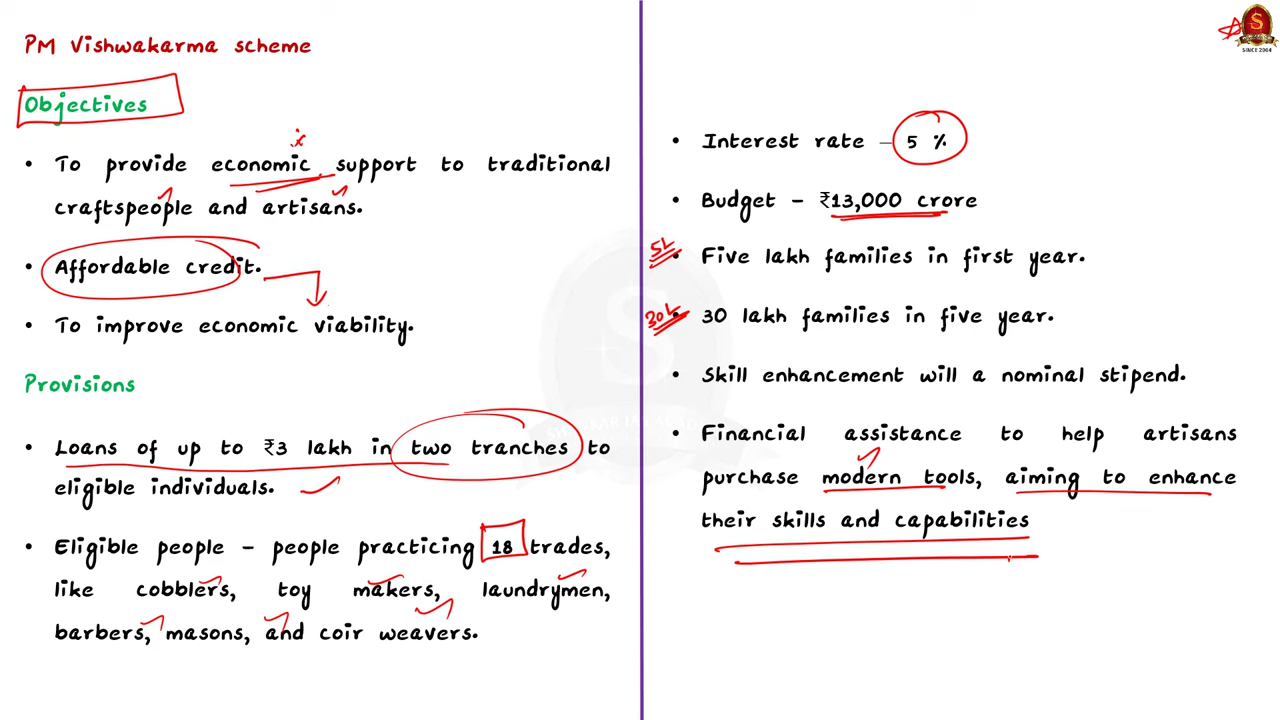 PM Vishwakarma scheme
Objectives
• To provide economic support to traditional
craftspeople and artisans.
• Affordable credit.
• To improve economic viability.
Provisions
• Loans of up to ₹3 lakh in two tranches to
eligible individuals.
• Eligible people - people practicing 18 trades,
like cobblers, toy makers, laundrymen,
barbers, masons, and coir weavers.
• Interest rate – 5 %
• Budget - ₹13,000 crore
5L
• Five lakh families in first year.
30L
• 30 lakh families in five year.
• Skill enhancement will a nominal stipend.
• Financial assistance to help artisans
purchase modern tools, aiming to enhance
their skills and capabilities
S
SINCE 2004